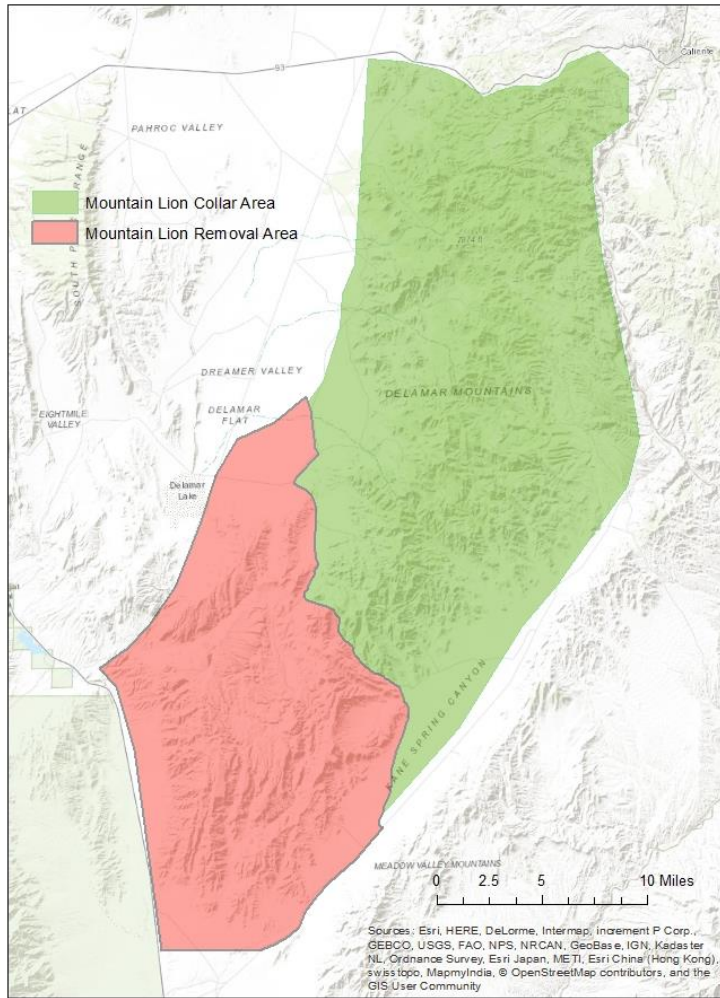 Caliente
93
PAHROC VALLEY
Mountain Lion Collar Area
Mountain Lion Removal Area
SOUTH
RANGE
DREAMER VALLEY
DELAMAR MOUNTAINS
EIGHTMILE
VALLEY
DELAMAR
FLAT
Delamar
Lake
KANE SPRING CANYON
MEADOW VALLEY MOUNTAINS
0 2.5 5 10 Miles
Sources: Esri, HERE, DeLorme, Intermap, increment P Corp.,
GEBCO, USGS, FAO, NPS, NRCAN, GeoBase, IGN, Kadaster
NL, Ordnance Survey, Esri Japan, METI, Esri China (Hong Kong),
swisstopo, MapmyIndia, © OpenStreetMap contributors, and the
GIS User Community